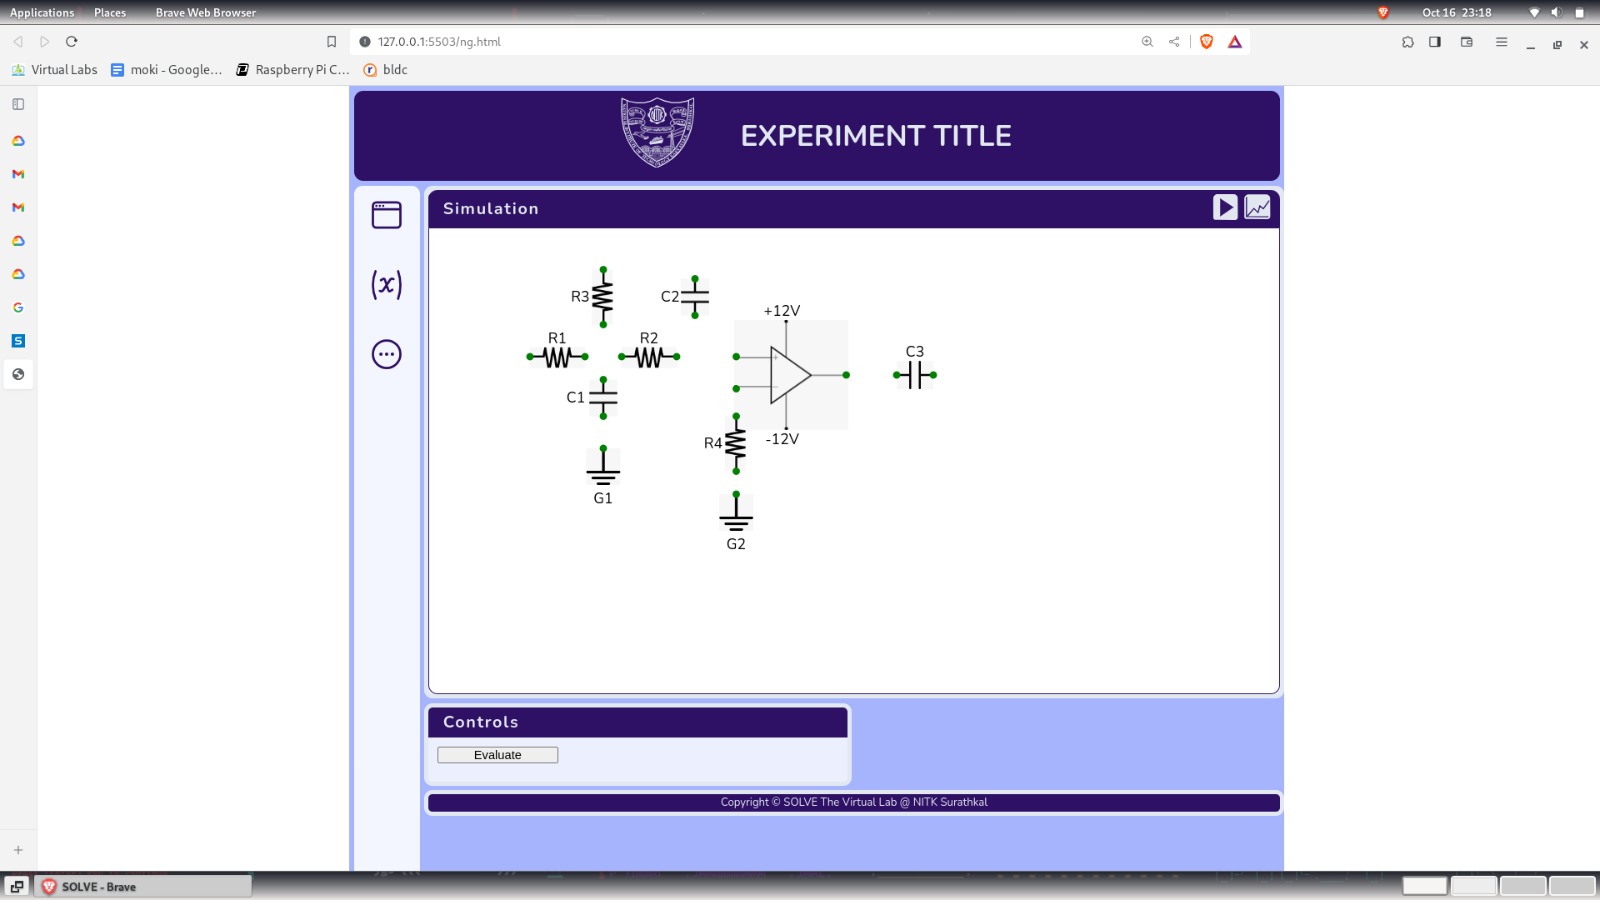 Applications Places Brave Web Browser Oct 16 23:18
127.0.0.1:5503/ng.html
Virtual Labs moki - Google... Raspberry Pi C... bldc
EXPERIMENT TITLE
Simulation
R3
C2
+12V
R1
R2
C3
C1
R4
-12V
G1
G2
Controls
Evaluate
Copyright © SOLVE The Virtual Lab @ NITK Surathkal
SOLVE - Brave